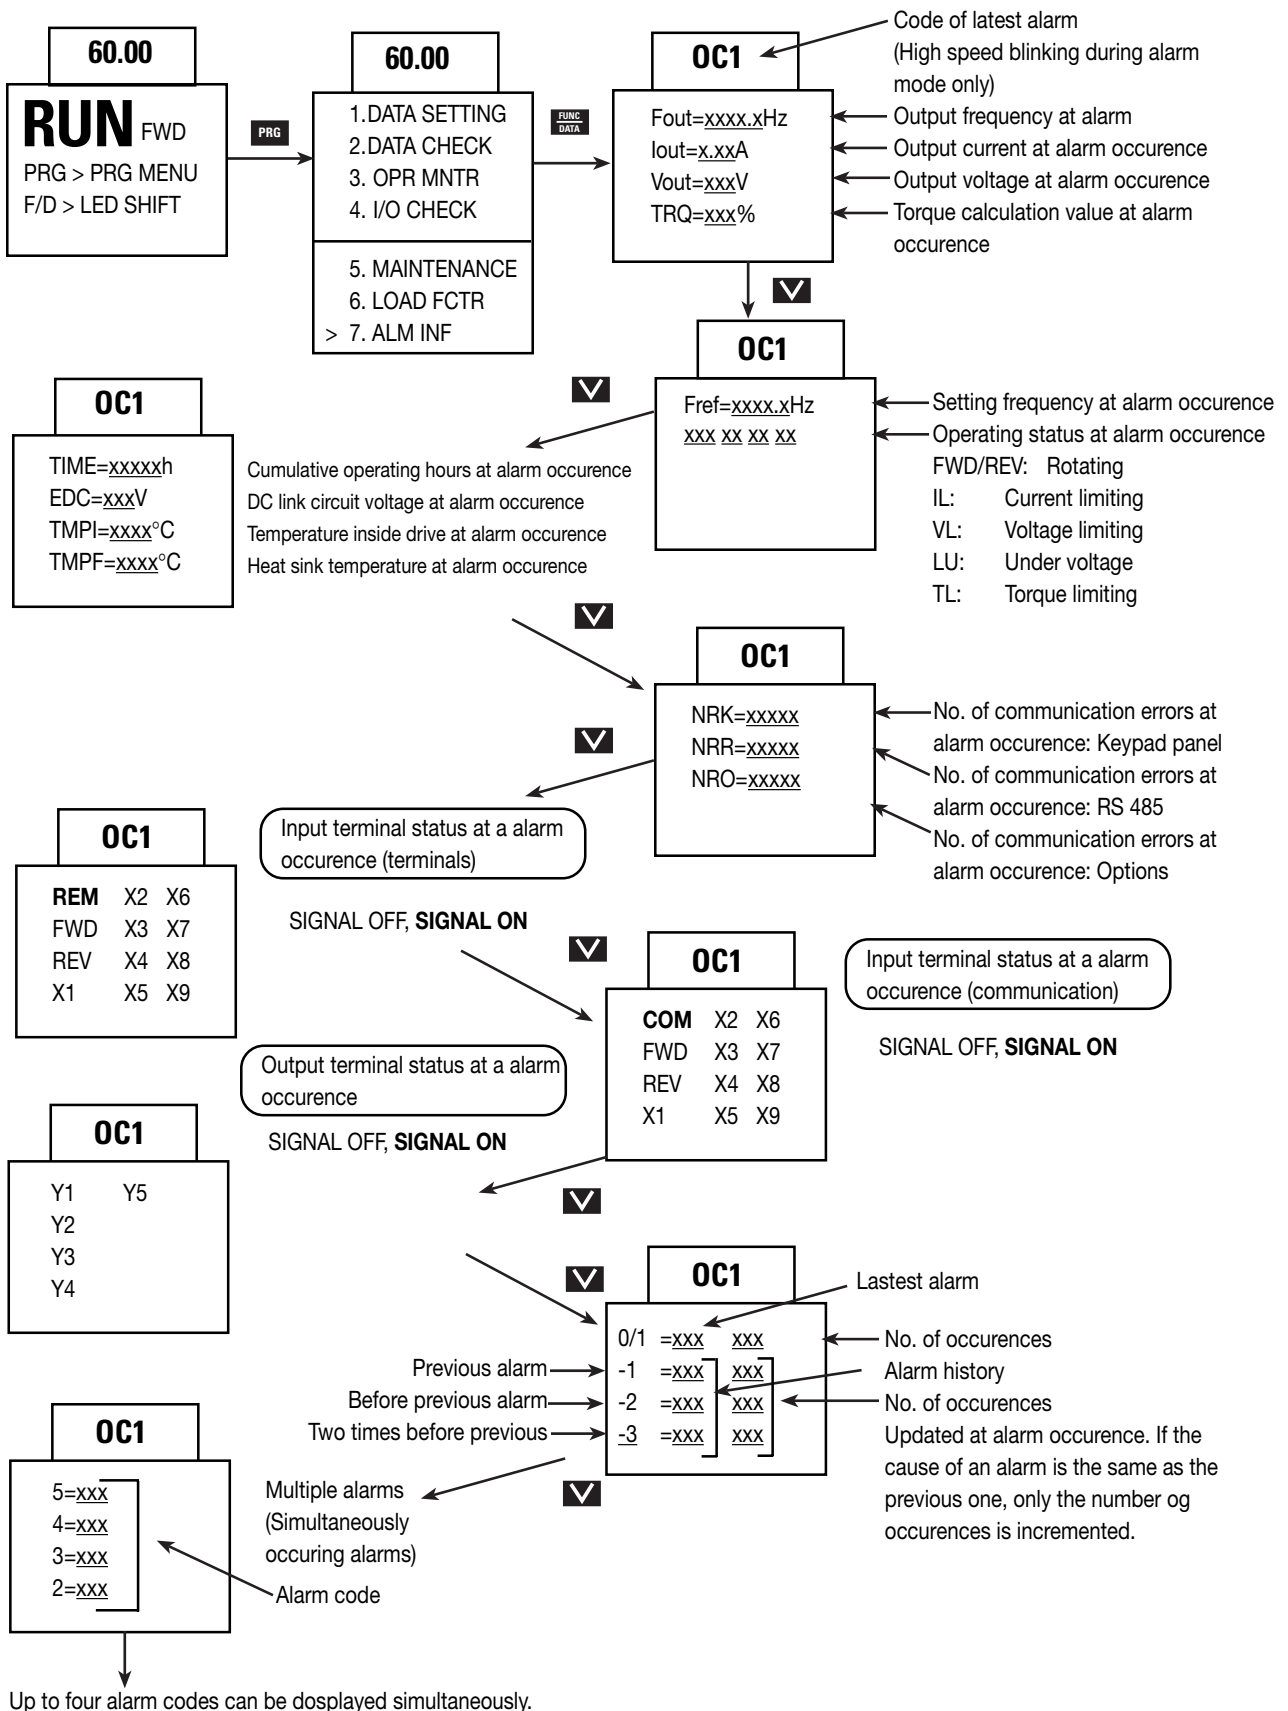 60.00
RUN FWD
PRG > PRG MENU
F/D > LED SHIFT
PRG
60.00
1.DATA SETTING
2.DATA CHECK
3. OPR MNTR
4. I/O CHECK
5. MAINTENANCE
6. LOAD FCTR
> 7. ALM INF
FUNC
DATA
OC1
Fout=xxxx.xHz
Iout=x.xxA
Vout=xxxV
TRQ=xxx%
Code of latest alarm
(High speed blinking during alarm
mode only)
Output frequency at alarm
Output current at alarm occurence
Output voltage at alarm occurence
Torque calculation value at alarm
occurence
OC1
Fref=xxxx.xHz
xxx xx xx xx
Setting frequency at alarm occurence
Operating status at alarm occurence
FWD/REV: Rotating
IL: Current limiting
VL: Voltage limiting
LU: Under voltage
TL: Torque limiting
OC1
TIME=xxxxxh
EDC=xxxV
TMPI=xxxx°C
TMPF=xxxx°C
Cumulative operating hours at alarm occurence
DC link circuit voltage at alarm occurence
Temperature inside drive at alarm occurence
Heat sink temperature at alarm occurence
OC1
NRK=xxxxx
NRR=xxxxx
NRO=xxxxx
No. of communication errors at
alarm occurence: Keypad panel
No. of communication errors at
alarm occurence: RS 485
No. of communication errors at
alarm occurence: Options
OC1
REM X2 X6
FWD X3 X7
REV X4 X8
X1 X5 X9
Input terminal status at a alarm
occurence (terminals)
SIGNAL OFF, SIGNAL ON
OC1
COM X2 X6
FWD X3 X7
REV X4 X8
X1 X5 X9
Input terminal status at a alarm
occurence (communication)
SIGNAL OFF, SIGNAL ON
Output terminal status at a alarm
occurence
SIGNAL OFF, SIGNAL ON
OC1
Y1 Y5
Y2
Y3
Y4
OC1
0/1 =xxx xxx
-1 =xxx xxx
-2 =xxx xxx
-3 =xxx xxx
Previous alarm
Before previous alarm
Two times before previous
Lastest alarm
No. of occurences
Alarm history
No. of occurences
Updated at alarm occurence. If the
cause of an alarm is the same as the
previous one, only the number og
occurences is incremented.
OC1
5=xxx
4=xxx
3=xxx
2=xxx
Multiple alarms
(Simultaneously
occuring alarms)
Alarm code
Up to four alarm codes can be dosplayed simultaneously.